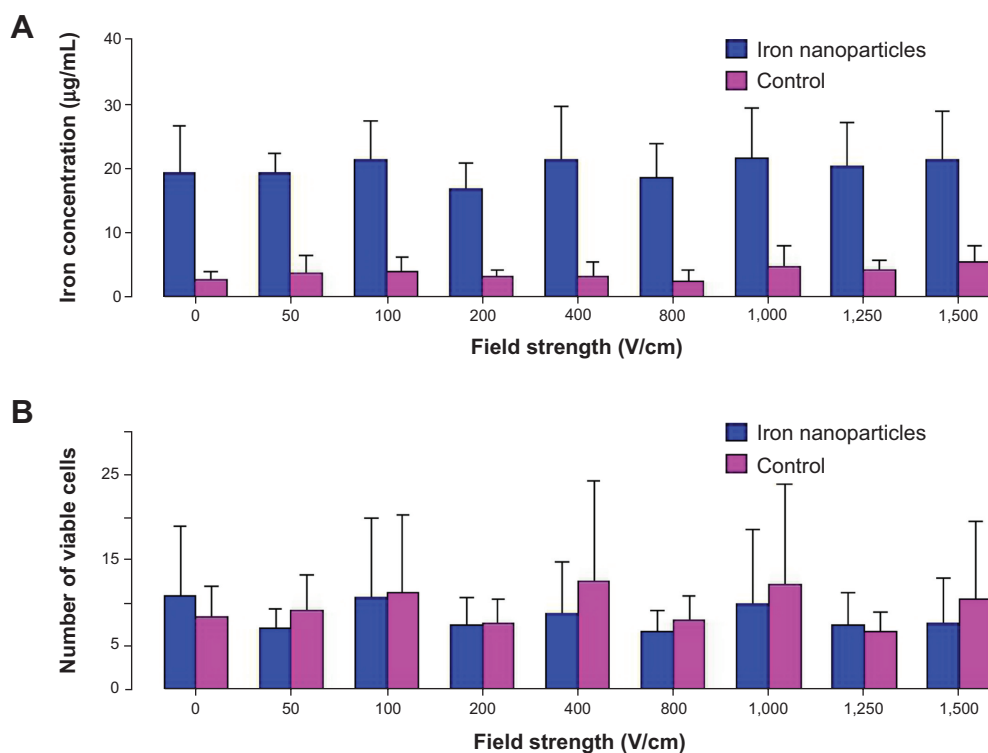 A
Iron concentration (µg/mL)
40
30
20
10
0
Iron nanoparticles
Control
0 50 100 200 400 800 1,000 1,250 1,500
Field strength (V/cm)
B
Number of viable cells
25
15
5
0
Iron nanoparticles
Control
0 50 100 200 400 800 1,000 1,250 1,500
Field strength (V/cm)